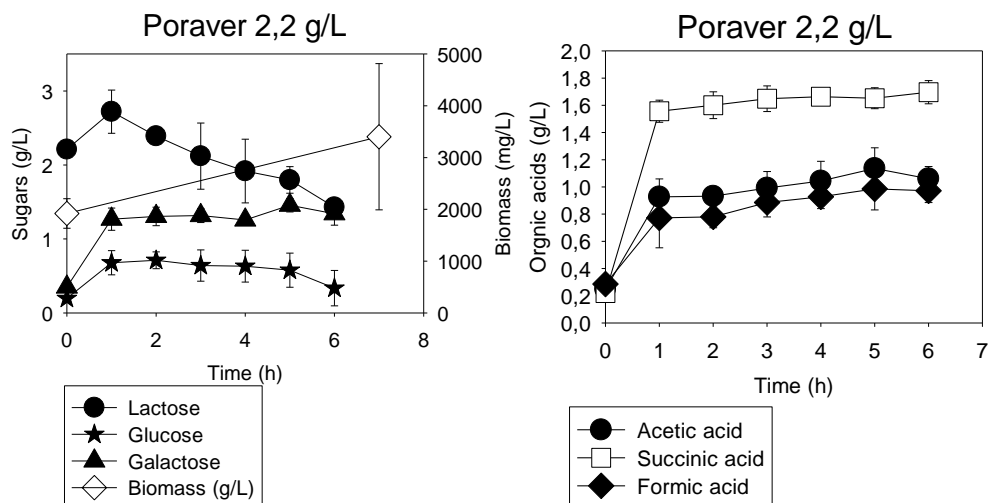 Poraver 2,2 g/L
Sugars (g/L)
3
2
1
0
5000
4000
3000
2000
1000
0
Biomass (mg/L)
0 2 4 6 8
Time (h)
Lactose
Glucose
Galactose
Biomass (g/L)
Poraver 2,2 g/L
Orgnic acids (g/L)
2,0
1,8
1,6
1,4
1,2
1,0
0,8
0,6
0,4
0,2
0,0
0 1 2 3 4 5 6 7
Time (h)
Acetic acid
Succinic acid
Formic acid